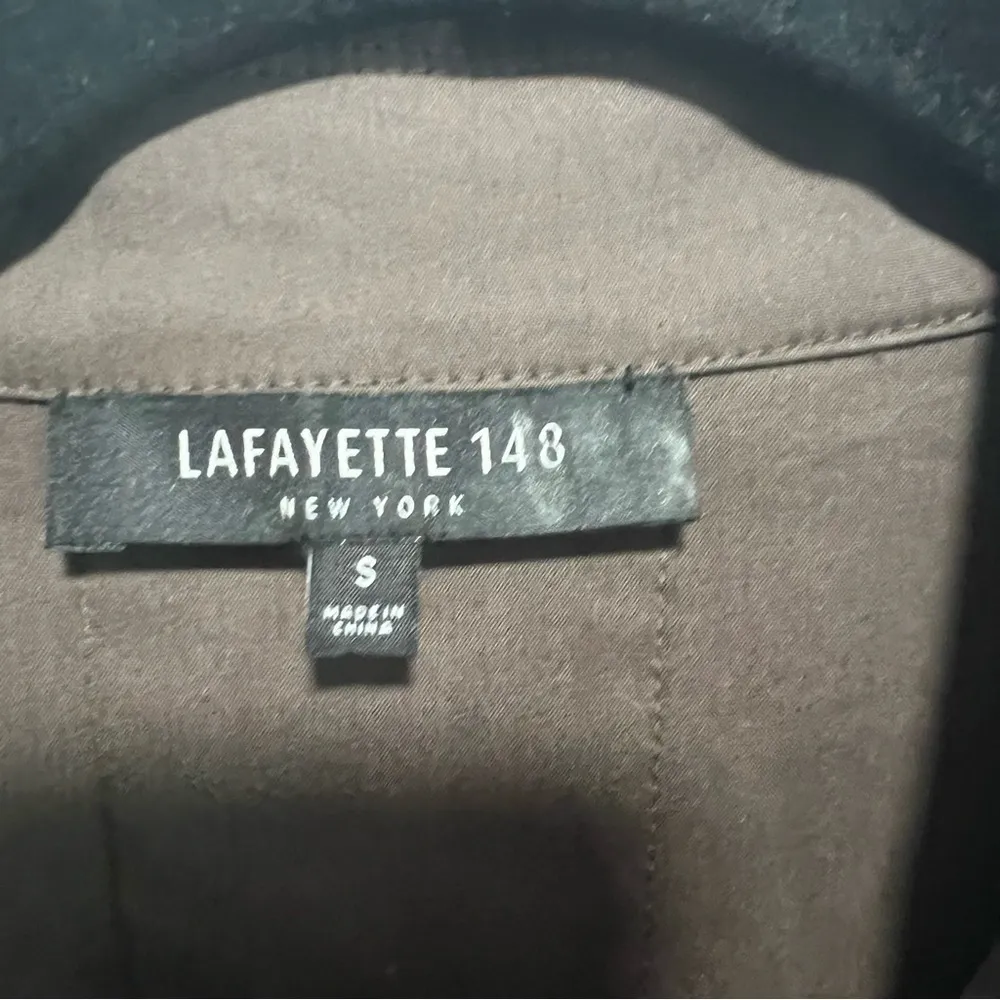 LAFAYETTE 148
NEW YORK
S
MADE IN
CHINA